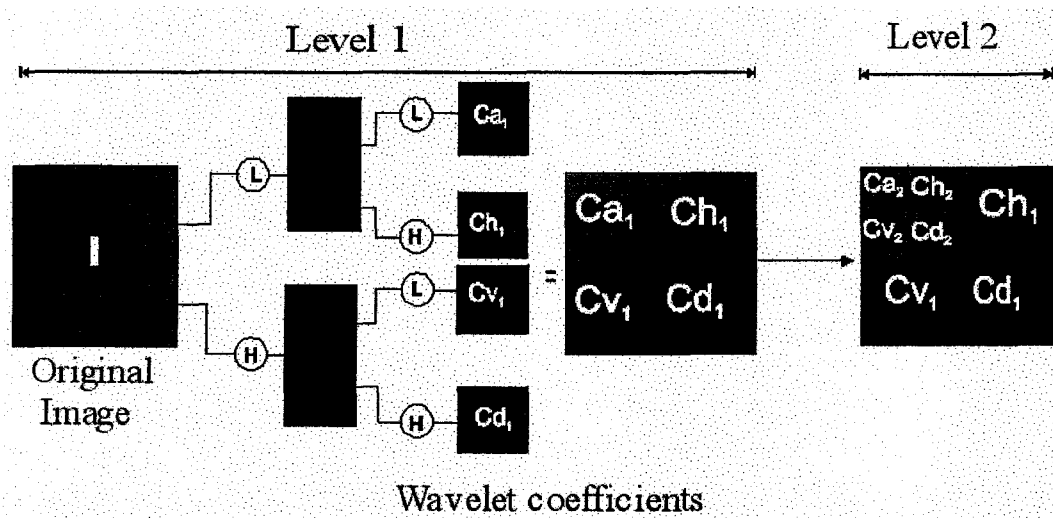 Level 1
Level 2
L
Ca₁
L
I
H
Ch₁
=
Ca₁ Ch₁
Cv₁ Cd₁
Ca₂ Ch₂
Cv₂ Cd₂
Ch₁
Cv₁ Cd₁
L
Cv₁
H
H
Cd₁
Original
Image
Wavelet coefficients